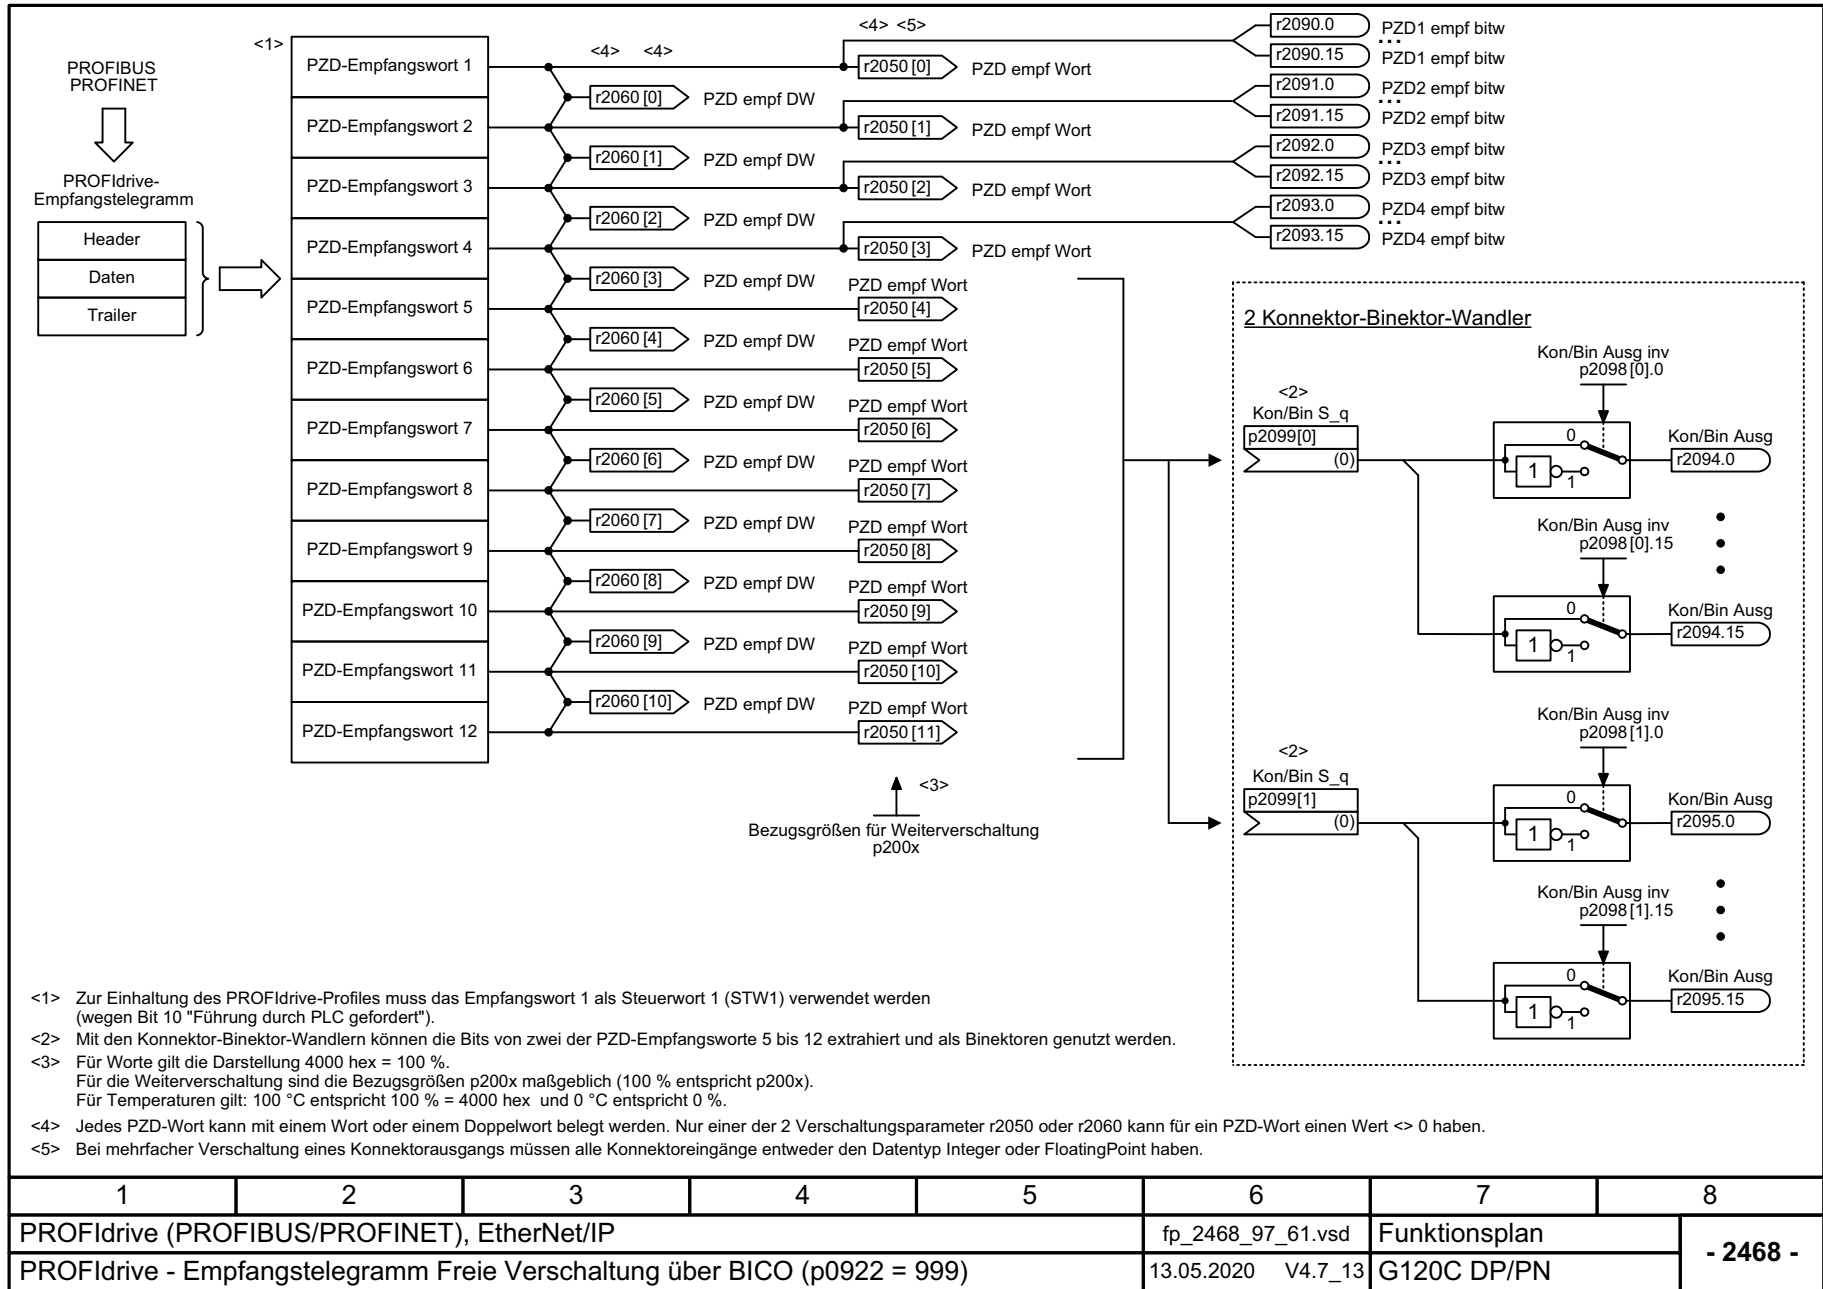 PROFIBUS
PROFINET
PROFIdrive-
Empfangstelegramm
Header
Daten
Trailer
<1>
PZD-Empfangswort 1
PZD-Empfangswort 2
PZD-Empfangswort 3
PZD-Empfangswort 4
PZD-Empfangswort 5
PZD-Empfangswort 6
PZD-Empfangswort 7
PZD-Empfangswort 8
PZD-Empfangswort 9
PZD-Empfangswort 10
PZD-Empfangswort 11
PZD-Empfangswort 12
<4> <4>
r2060 [0] PZD empf DW
r2060 [1] PZD empf DW
r2060 [2] PZD empf DW
r2060 [3] PZD empf DW
r2060 [4] PZD empf DW
r2060 [5] PZD empf DW
r2060 [6] PZD empf DW
r2060 [7] PZD empf DW
r2060 [8] PZD empf DW
r2060 [9] PZD empf DW
r2060 [10] PZD empf DW
<4> <5>
r2050 [0] PZD empf Wort
r2050 [1] PZD empf Wort
r2050 [2] PZD empf Wort
r2050 [3] PZD empf Wort
PZD empf Wort
r2050 [4]
PZD empf Wort
r2050 [5]
PZD empf Wort
r2050 [6]
PZD empf Wort
r2050 [7]
PZD empf Wort
r2050 [8]
PZD empf Wort
r2050 [9]
PZD empf Wort
r2050 [10]
PZD empf Wort
r2050 [11]
<3>
Bezugsgrößen für Weiterverschaltung
p200x
r2090.0 PZD1 empf bitw
...
r2090.15 PZD1 empf bitw
r2091.0 PZD2 empf bitw
...
r2091.15 PZD2 empf bitw
r2092.0 PZD3 empf bitw
...
r2092.15 PZD3 empf bitw
r2093.0 PZD4 empf bitw
...
r2093.15 PZD4 empf bitw
2 Konnektor-Binektor-Wandler
<2>
Kon/Bin S_q
p2099[0]
(0)
Kon/Bin Ausg inv
p2098 [0].0
0
1
1
Kon/Bin Ausg
r2094.0
Kon/Bin Ausg inv
p2098 [0].15
0
1
1
Kon/Bin Ausg
r2094.15
<2>
Kon/Bin S_q
p2099[1]
(0)
Kon/Bin Ausg inv
p2098 [1].0
0
1
1
Kon/Bin Ausg
r2095.0
Kon/Bin Ausg inv
p2098 [1].15
0
1
1
Kon/Bin Ausg
r2095.15
<1> Zur Einhaltung des PROFIdrive-Profiles muss das Empfangswort 1 als Steuerwort 1 (STW1) verwendet werden
(wegen Bit 10 "Führung durch PLC gefordert").
<2> Mit den Konnektor-Binektor-Wandlern können die Bits von zwei der PZD-Empfangsworte 5 bis 12 extrahiert und als Binektoren genutzt werden.
<3> Für Worte gilt die Darstellung 4000 hex = 100 %.
Für die Weiterverschaltung sind die Bezugsgrößen p200x maßgeblich (100 % entspricht p200x).
Für Temperaturen gilt: 100 °C entspricht 100 % = 4000 hex und 0 °C entspricht 0 %.
<4> Jedes PZD-Wort kann mit einem Wort oder einem Doppelwort belegt werden. Nur einer der 2 Verschaltungsparameter r2050 oder r2060 kann für ein PZD-Wort einen Wert <> 0 haben.
<5> Bei mehrfacher Verschaltung eines Konnektorausgangs müssen alle Konnektoreingänge entweder den Datentyp Integer oder FloatingPoint haben.
1 2 3 4 5 6 7 8
PROFIdrive (PROFIBUS/PROFINET), EtherNet/IP fp_2468_97_61.vsd Funktionsplan
- 2468 -
PROFIdrive - Empfangstelegramm Freie Verschaltung über BICO (p0922 = 999) 13.05.2020 V4.7_13 G120C DP/PN